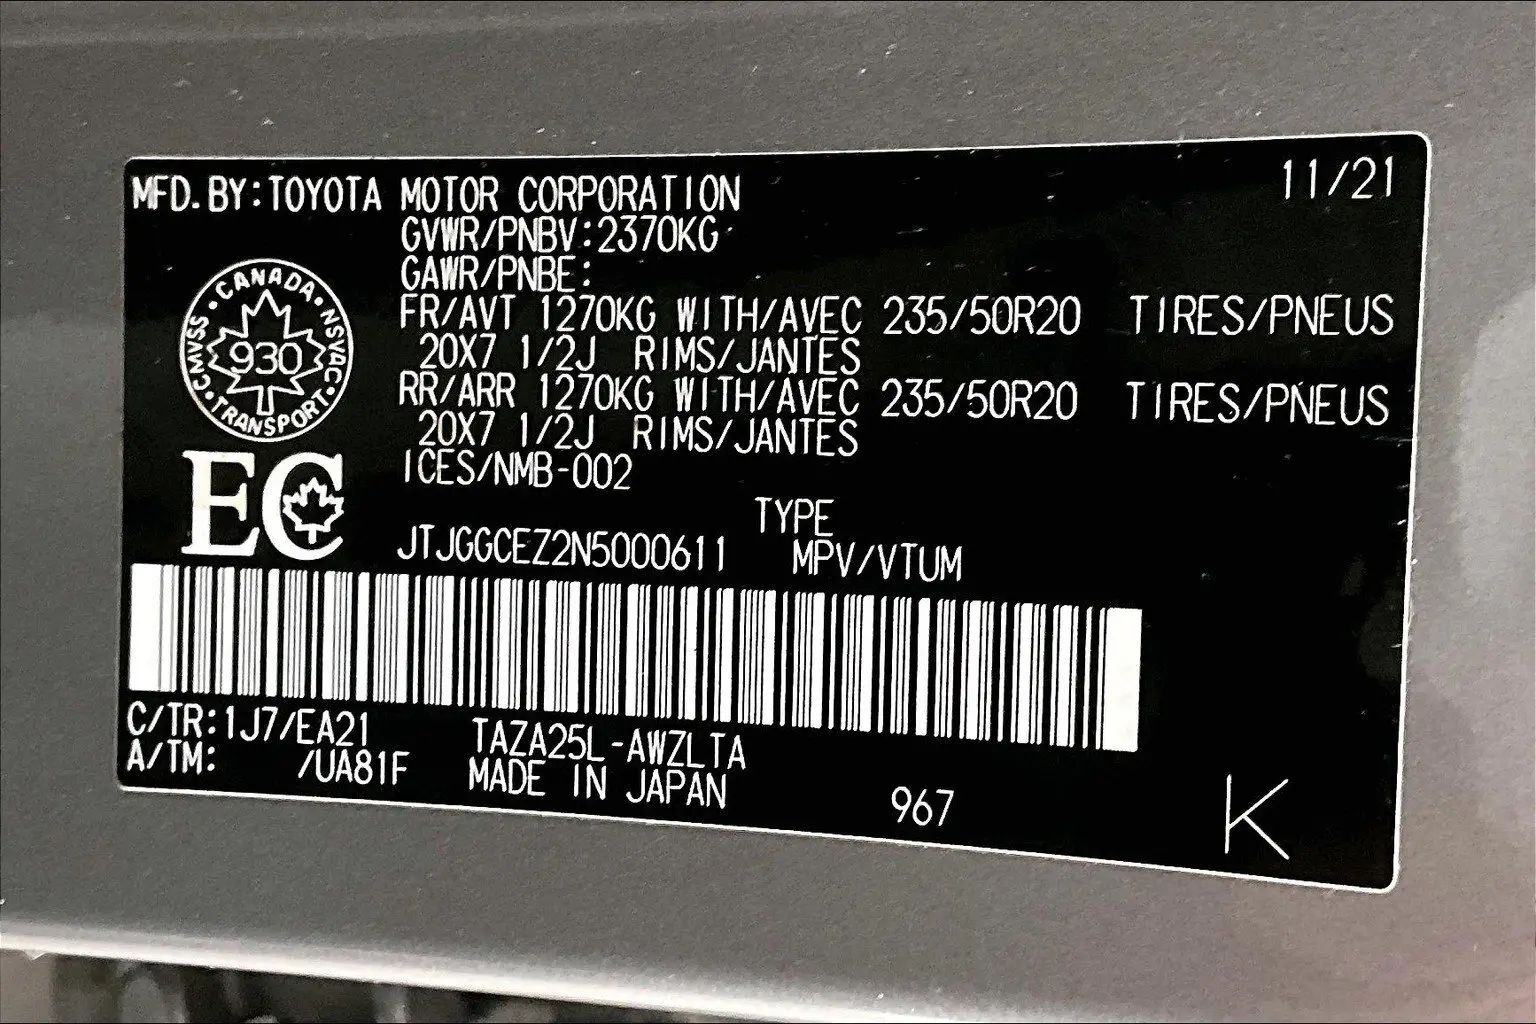 MFD. BY: TOYOTA MOTOR CORPORATION 11/21
GVWR/PNBV: 2370KG
GAWR/PNBE:
FR/AVT 1270KG WITH/AVEC 235/50R20 TIRES/PNEUS
20X7 1/2J RIMS/JANTES
RR/ARR 1270KG WITH/AVEC 235/50R20 TIRES/PNEUS
20X7 1/2J RIMS/JANTES
ICES/NMB-002
CANADA · NSVAC · TRANSPORT · CMVSS ·
930
EC
TYPE
JTJGGCEZ2N5000611 MPV/VTUM
C/TR: 1J7/EA21 TAZA25L-AWZLTA
A/TM: /UA81F MADE IN JAPAN
967 K